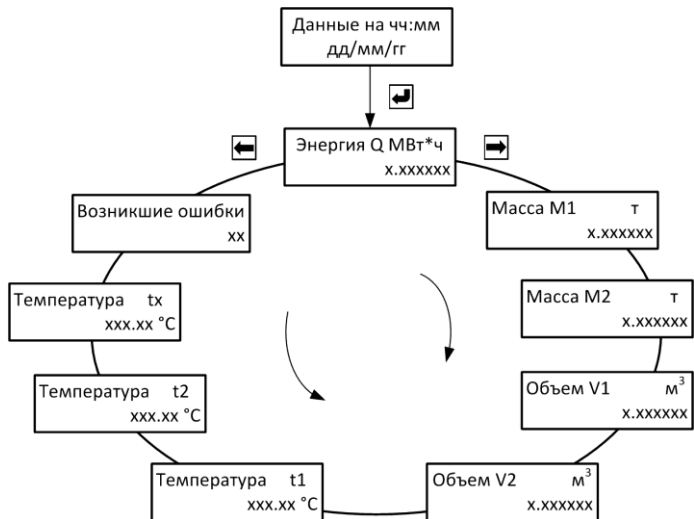 Данные на чч:мм
дд/мм/гг
Энергия Q МВт*ч
x.xxxxxx
Возникшие ошибки
xx
Масса М1 т
x.xxxxxx
Температура tx
xxx.xx °C
Масса М2 т
x.xxxxxx
Температура t2
xxx.xx °C
Объем V1 м³
x.xxxxxx
Температура t1
xxx.xx °C
Объем V2 м³
x.xxxxxx